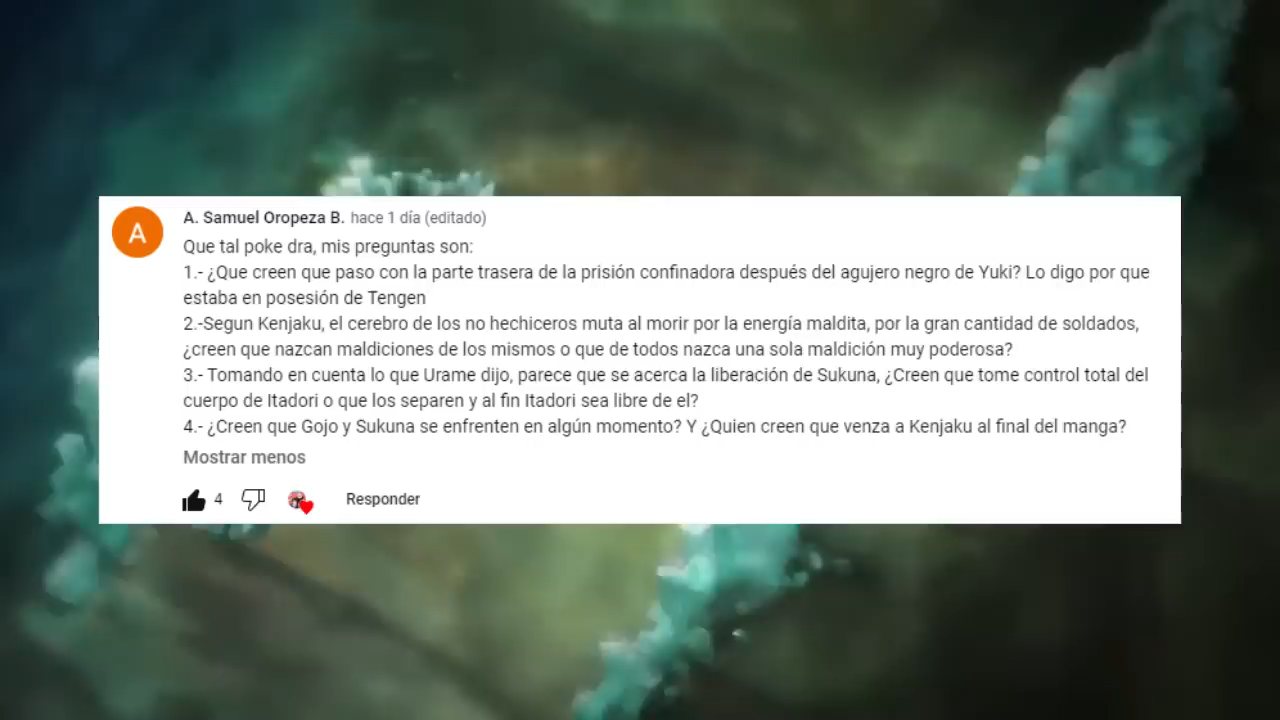 A
A. Samuel Oropeza B. hace 1 día (editado)
Que tal poke dra, mis preguntas son:
1.- ¿Que creen que paso con la parte trasera de la prisión confinadora después del agujero negro de Yuki? Lo digo por que
estaba en posesión de Tengen
2.-Segun Kenjaku, el cerebro de los no hechiceros muta al morir por la energía maldita, por la gran cantidad de soldados,
¿creen que nazcan maldiciones de los mismos o que de todos nazca una sola maldición muy poderosa?
3.- Tomando en cuenta lo que Urame dijo, parece que se acerca la liberación de Sukuna, ¿Creen que tome control total del
cuerpo de Itadori o que los separen y al fin Itadori sea libre de el?
4.- ¿Creen que Gojo y Sukuna se enfrenten en algún momento? Y ¿Quien creen que venza a Kenjaku al final del manga?
Mostrar menos
4 Responder